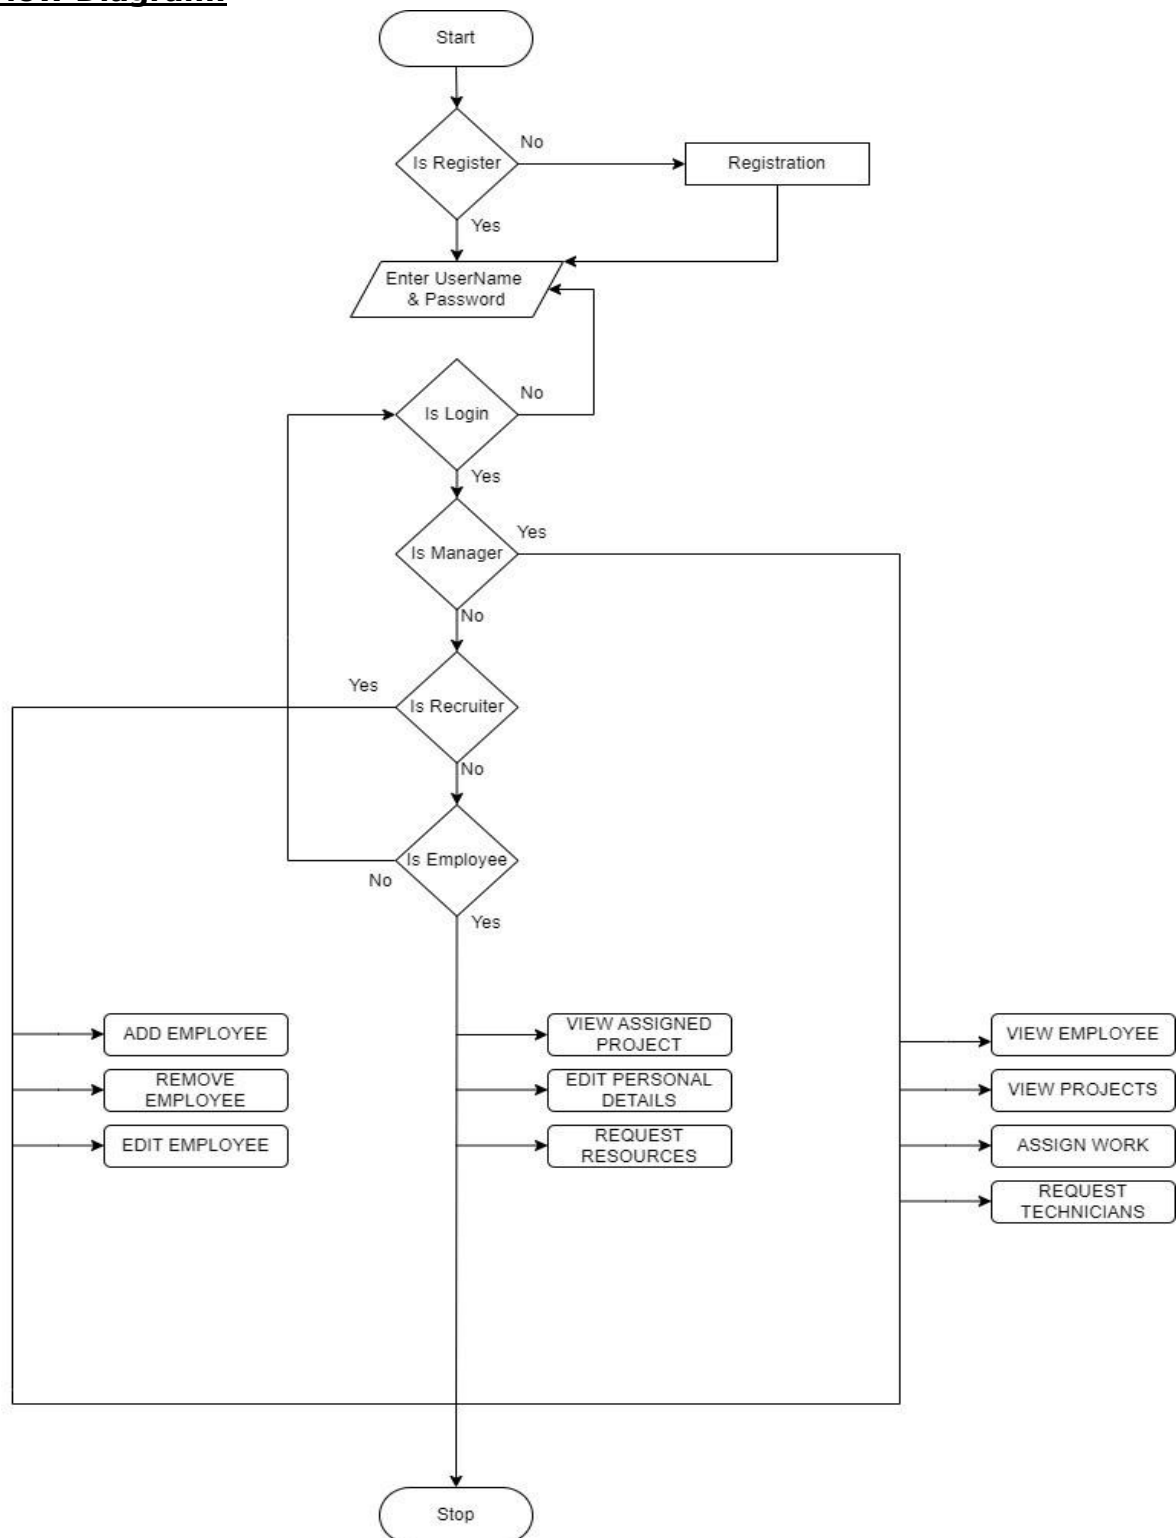 Start
No
Is Register
Registration
Yes
Enter UserName
& Password
No
Is Login
Yes
Yes
Is Manager
No
Yes
Is Recruiter
No
Is Employee
No
Yes
ADD EMPLOYEE
REMOVE
EMPLOYEE
EDIT EMPLOYEE
VIEW ASSIGNED
PROJECT
EDIT PERSONAL
DETAILS
REQUEST
RESOURCES
VIEW EMPLOYEE
VIEW PROJECTS
ASSIGN WORK
REQUEST
TECHNICIANS
Stop